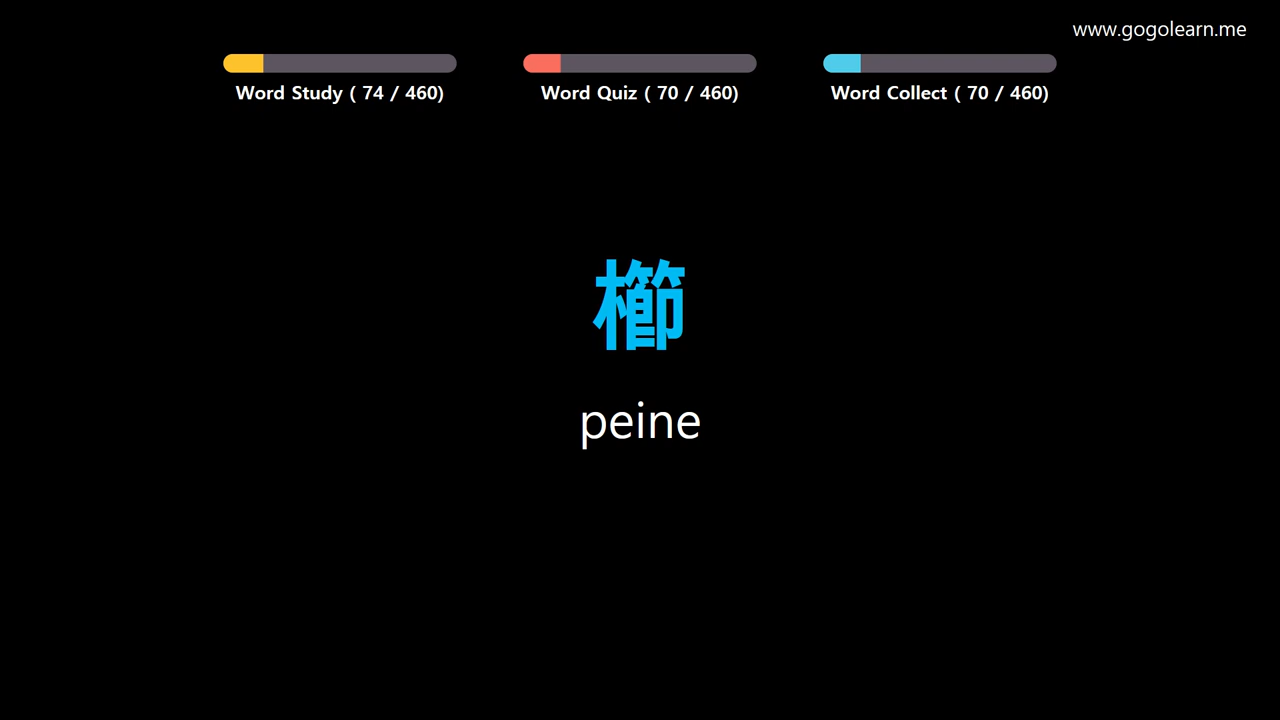 www.gogolearn.me
Word Study ( 74 / 460)
Word Quiz ( 70 / 460)
Word Collect ( 70 / 460)
櫛
peine